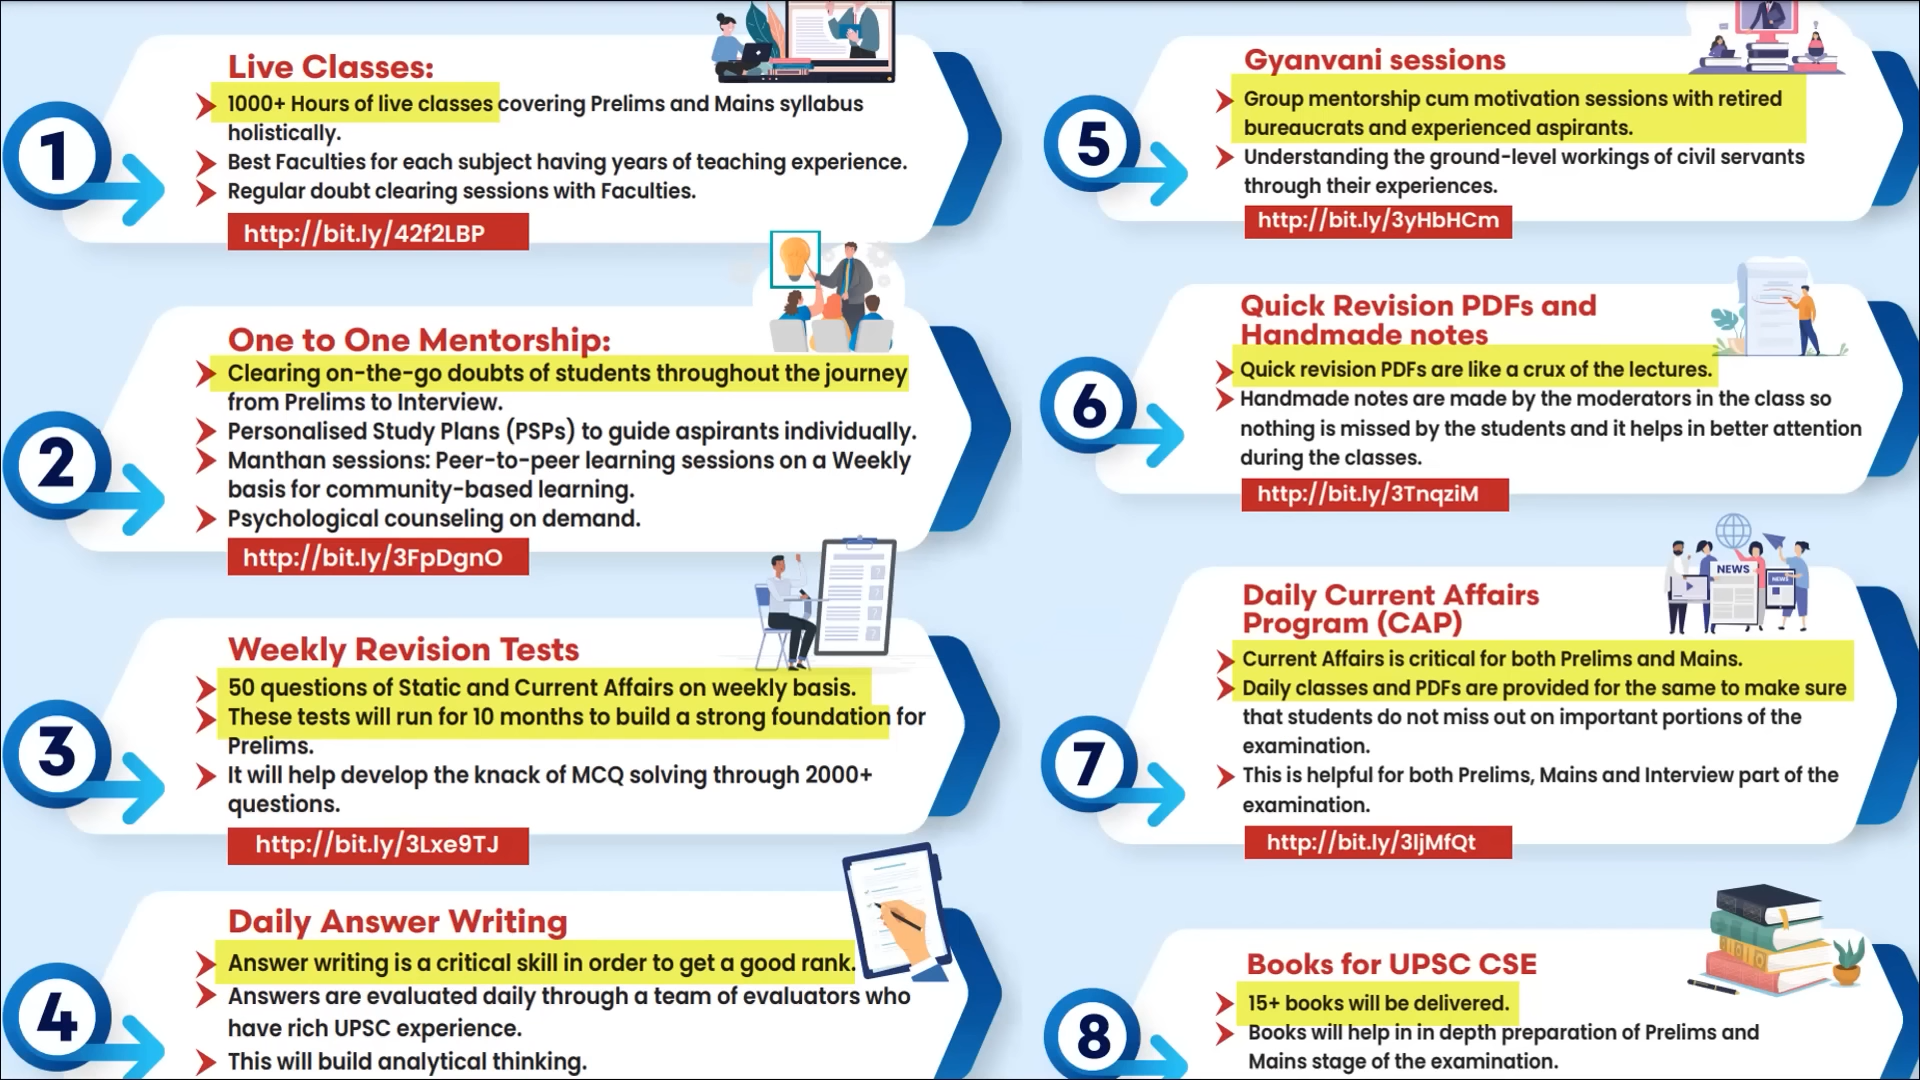 1
Live Classes:
1000+ Hours of live classes covering Prelims and Mains syllabus
holistically.
Best Faculties for each subject having years of teaching experience.
Regular doubt clearing sessions with Faculties.
http://bit.ly/42f2LBP
2
One to One Mentorship:
Clearing on-the-go doubts of students throughout the journey
from Prelims to Interview.
Personalised Study Plans (PSPs) to guide aspirants individually.
Manthan sessions: Peer-to-peer learning sessions on a Weekly
basis for community-based learning.
Psychological counseling on demand.
http://bit.ly/3FpDgnO
3
Weekly Revision Tests
50 questions of Static and Current Affairs on weekly basis.
These tests will run for 10 months to build a strong foundation for
Prelims.
It will help develop the knack of MCQ solving through 2000+
questions.
http://bit.ly/3Lxe9TJ
4
Daily Answer Writing
Answer writing is a critical skill in order to get a good rank.
Answers are evaluated daily through a team of evaluators who
have rich UPSC experience.
This will build analytical thinking.
5
Gyanvani sessions
Group mentorship cum motivation sessions with retired
bureaucrats and experienced aspirants.
Understanding the ground-level workings of civil servants
through their experiences.
http://bit.ly/3yHbHCm
6
Quick Revision PDFs and
Handmade notes
Quick revision PDFs are like a crux of the lectures.
Handmade notes are made by the moderators in the class so
nothing is missed by the students and it helps in better attention
during the classes.
http://bit.ly/3TnqziM
7
Daily Current Affairs
Program (CAP)
NEWS
NEWS
Current Affairs is critical for both Prelims and Mains.
Daily classes and PDFs are provided for the same to make sure
that students do not miss out on important portions of the
examination.
This is helpful for both Prelims, Mains and Interview part of the
examination.
http://bit.ly/3ljMfQt
8
Books for UPSC CSE
15+ books will be delivered.
Books will help in in depth preparation of Prelims and
Mains stage of the examination.